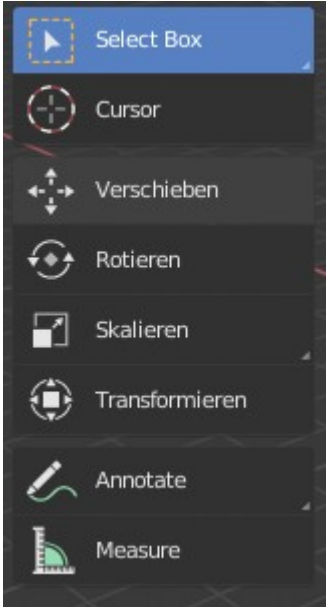 Select Box
Cursor
Verschieben
Rotieren
Skalieren
Transformieren
Annotate
Measure